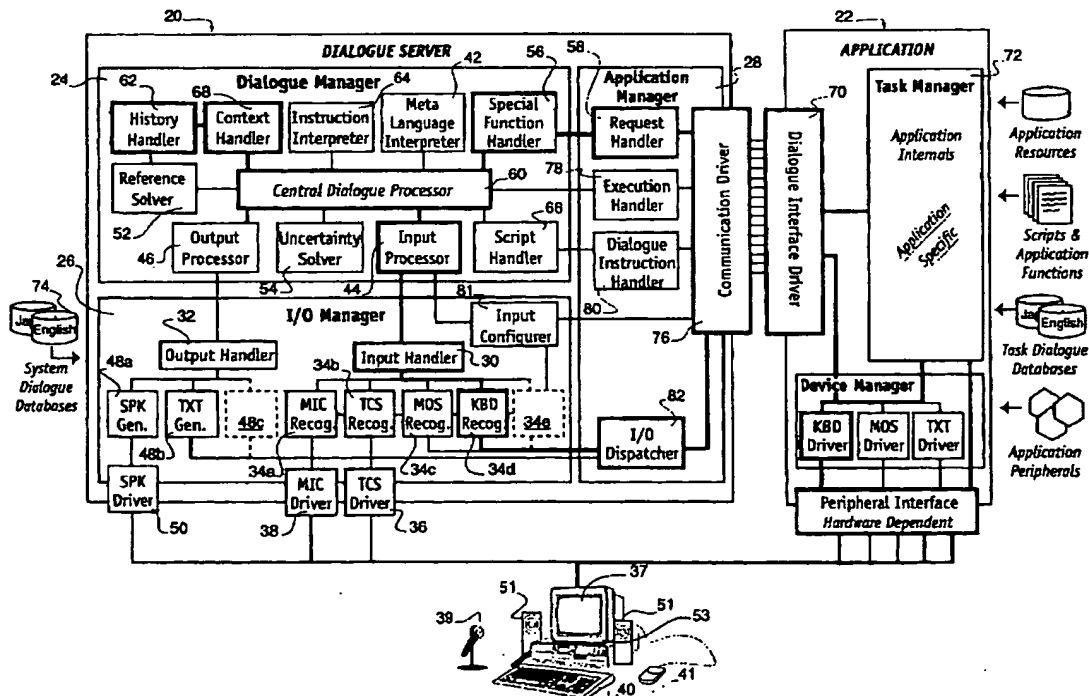 20
22
DIALOGUE SERVER
APPLICATION
24
62
68
64
42
56
58
28
72
Dialogue Manager
Application
Manager
Task Manager
70
History
Handler
Context
Handler
Instruction
Interpreter
Meta
Language
Interpreter
Special
Function
Handler
Request
Handler
Communication Driver
Dialogue Interface Driver
Application
Internals
Application
Resources
Reference
Solver
Central Dialogue Processor
60
78
Execution
Handler
Application
Specific
Scripts &
Application
Functions
52
46
Output
Processor
Uncertainty
Solver
Input
Processor
66
Script
Handler
Dialogue
Instruction
Handler
54
44
81
80
26
74
Ja
English
System
Dialogue
Databases
32
I/O Manager
Input
Configurer
76
Ja
English
Task Dialogue
Databases
Output Handler
Input Handler
30
48a
34b
82
Device Manager
SPK
Gen.
TXT
Gen.
48c
MIC
Recog.
TCS
Recog.
MOS
Recog.
KBD
Recog.
34e
I/O
Dispatcher
KBD
Driver
MOS
Driver
TXT
Driver
Application
Peripherals
48b
34a
34c
34d
SPK
Driver
MIC
Driver
TCS
Driver
Peripheral Interface
Hardware Dependent
50
38
36
37
51
51
39
53
40
41